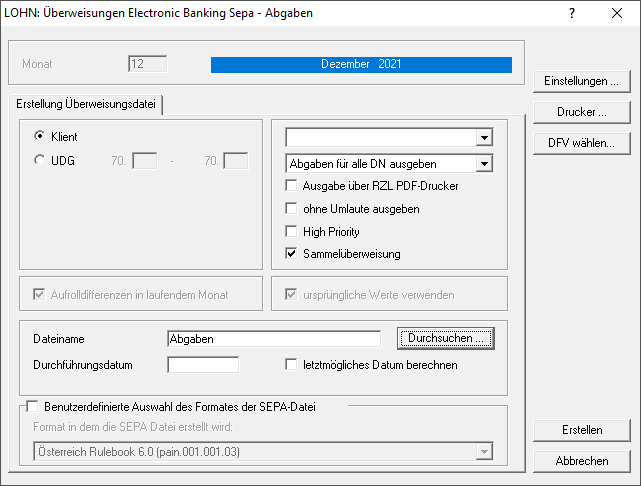 LOHN: Überweisungen Electronic Banking Sepa - Abgaben
Monat 12 Dezember 2021
Einstellungen ...
Drucker ...
DFV wählen...
Erstellung Überweisungsdatei
Klient
UDG 70. - 70.
Abgaben für alle DN ausgeben
Ausgabe über RZL PDF-Drucker
ohne Umlaute ausgeben
High Priority
Sammelüberweisung
Aufrolldifferenzen in laufendem Monat
ursprüngliche Werte verwenden
Dateiname Abgaben Durchsuchen ...
Durchführungsdatum letztmögliches Datum berechnen
Benutzerdefinierte Auswahl des Formates der SEPA-Datei
Format in dem die SEPA Datei erstellt wird:
Österreich Rulebook 6.0 (pain.001.001.03)
Erstellen
Abbrechen